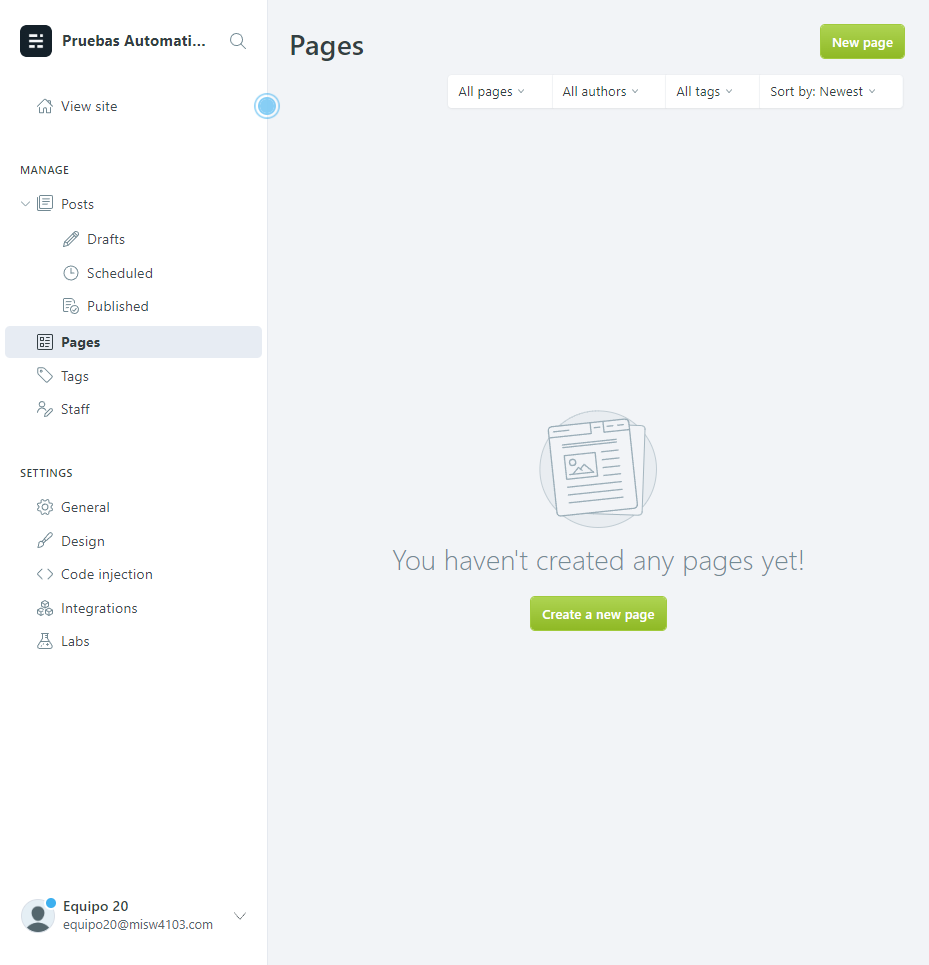 Pruebas Automati...
View site
MANAGE
Posts
Drafts
Scheduled
Published
Pages
Tags
Staff
SETTINGS
General
Design
Code injection
Integrations
Labs
Equipo 20
equipo20@misw4103.com
Pages
New page
All pages
All authors
All tags
Sort by: Newest
You haven't created any pages yet!
Create a new page